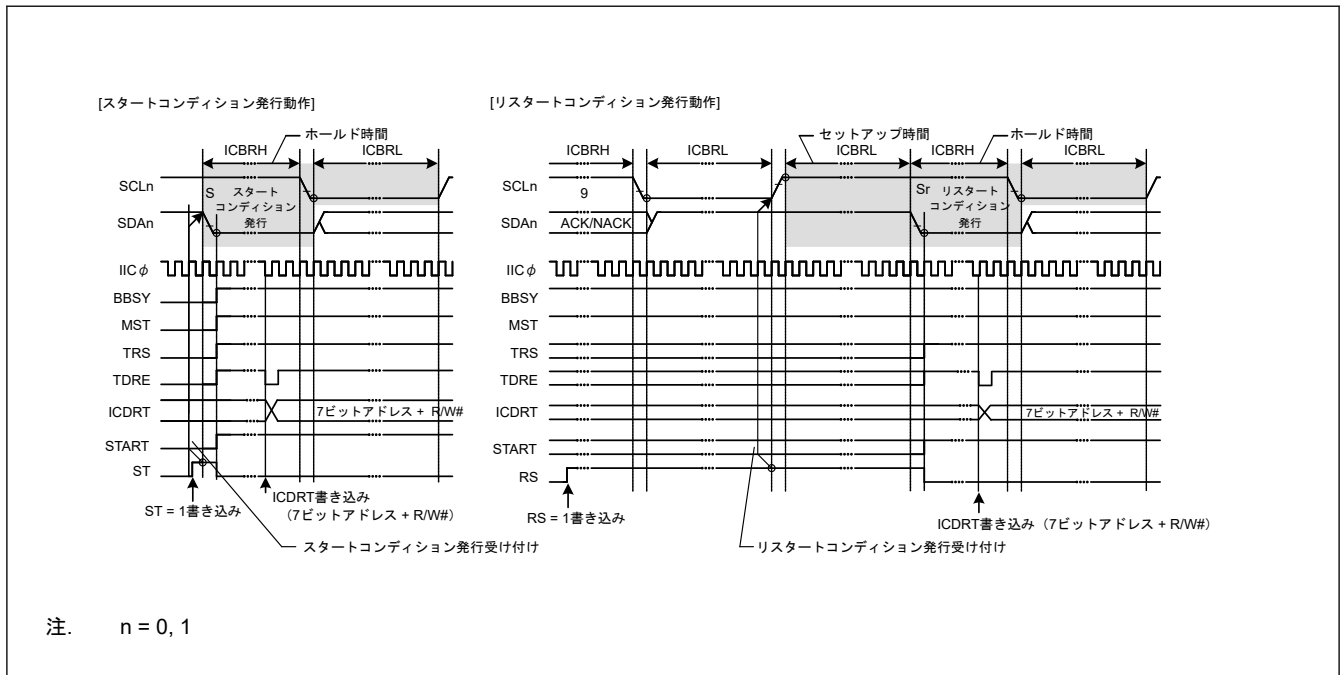 [スタートコンディション発行動作]
ホールド時間
ICBRH
ICBRL
SCLn
S
スタート
コンディション
発行
SDAn
IICφ
BBSY
MST
TRS
TDRE
ICDRT
7ビットアドレス + R/W#
START
ST
ST = 1書き込み
ICDRT書き込み
（7ビットアドレス + R/W#）
スタートコンディション発行受け付け
[リスタートコンディション発行動作]
セットアップ時間
ホールド時間
ICBRH
ICBRL
ICBRL
ICBRH
ICBRL
SCLn
9
Sr
リスタート
コンディション
発行
SDAn
ACK/NACK
IICφ
BBSY
MST
TRS
TDRE
ICDRT
7ビットアドレス + R/W#
START
RS
RS = 1書き込み
ICDRT書き込み（7ビットアドレス + R/W#）
リスタートコンディション発行受け付け
注. n = 0, 1